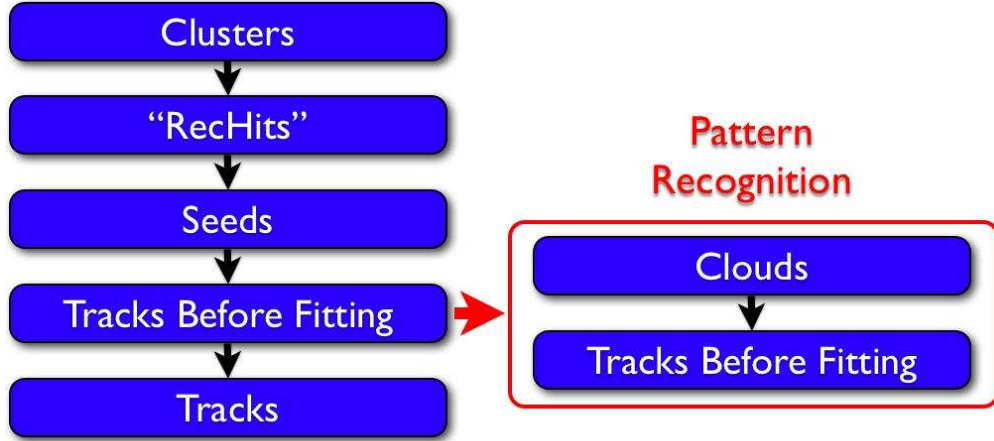 Clusters
“RecHits”
Seeds
Tracks Before Fitting
Tracks
Pattern
Recognition
Clouds
Tracks Before Fitting